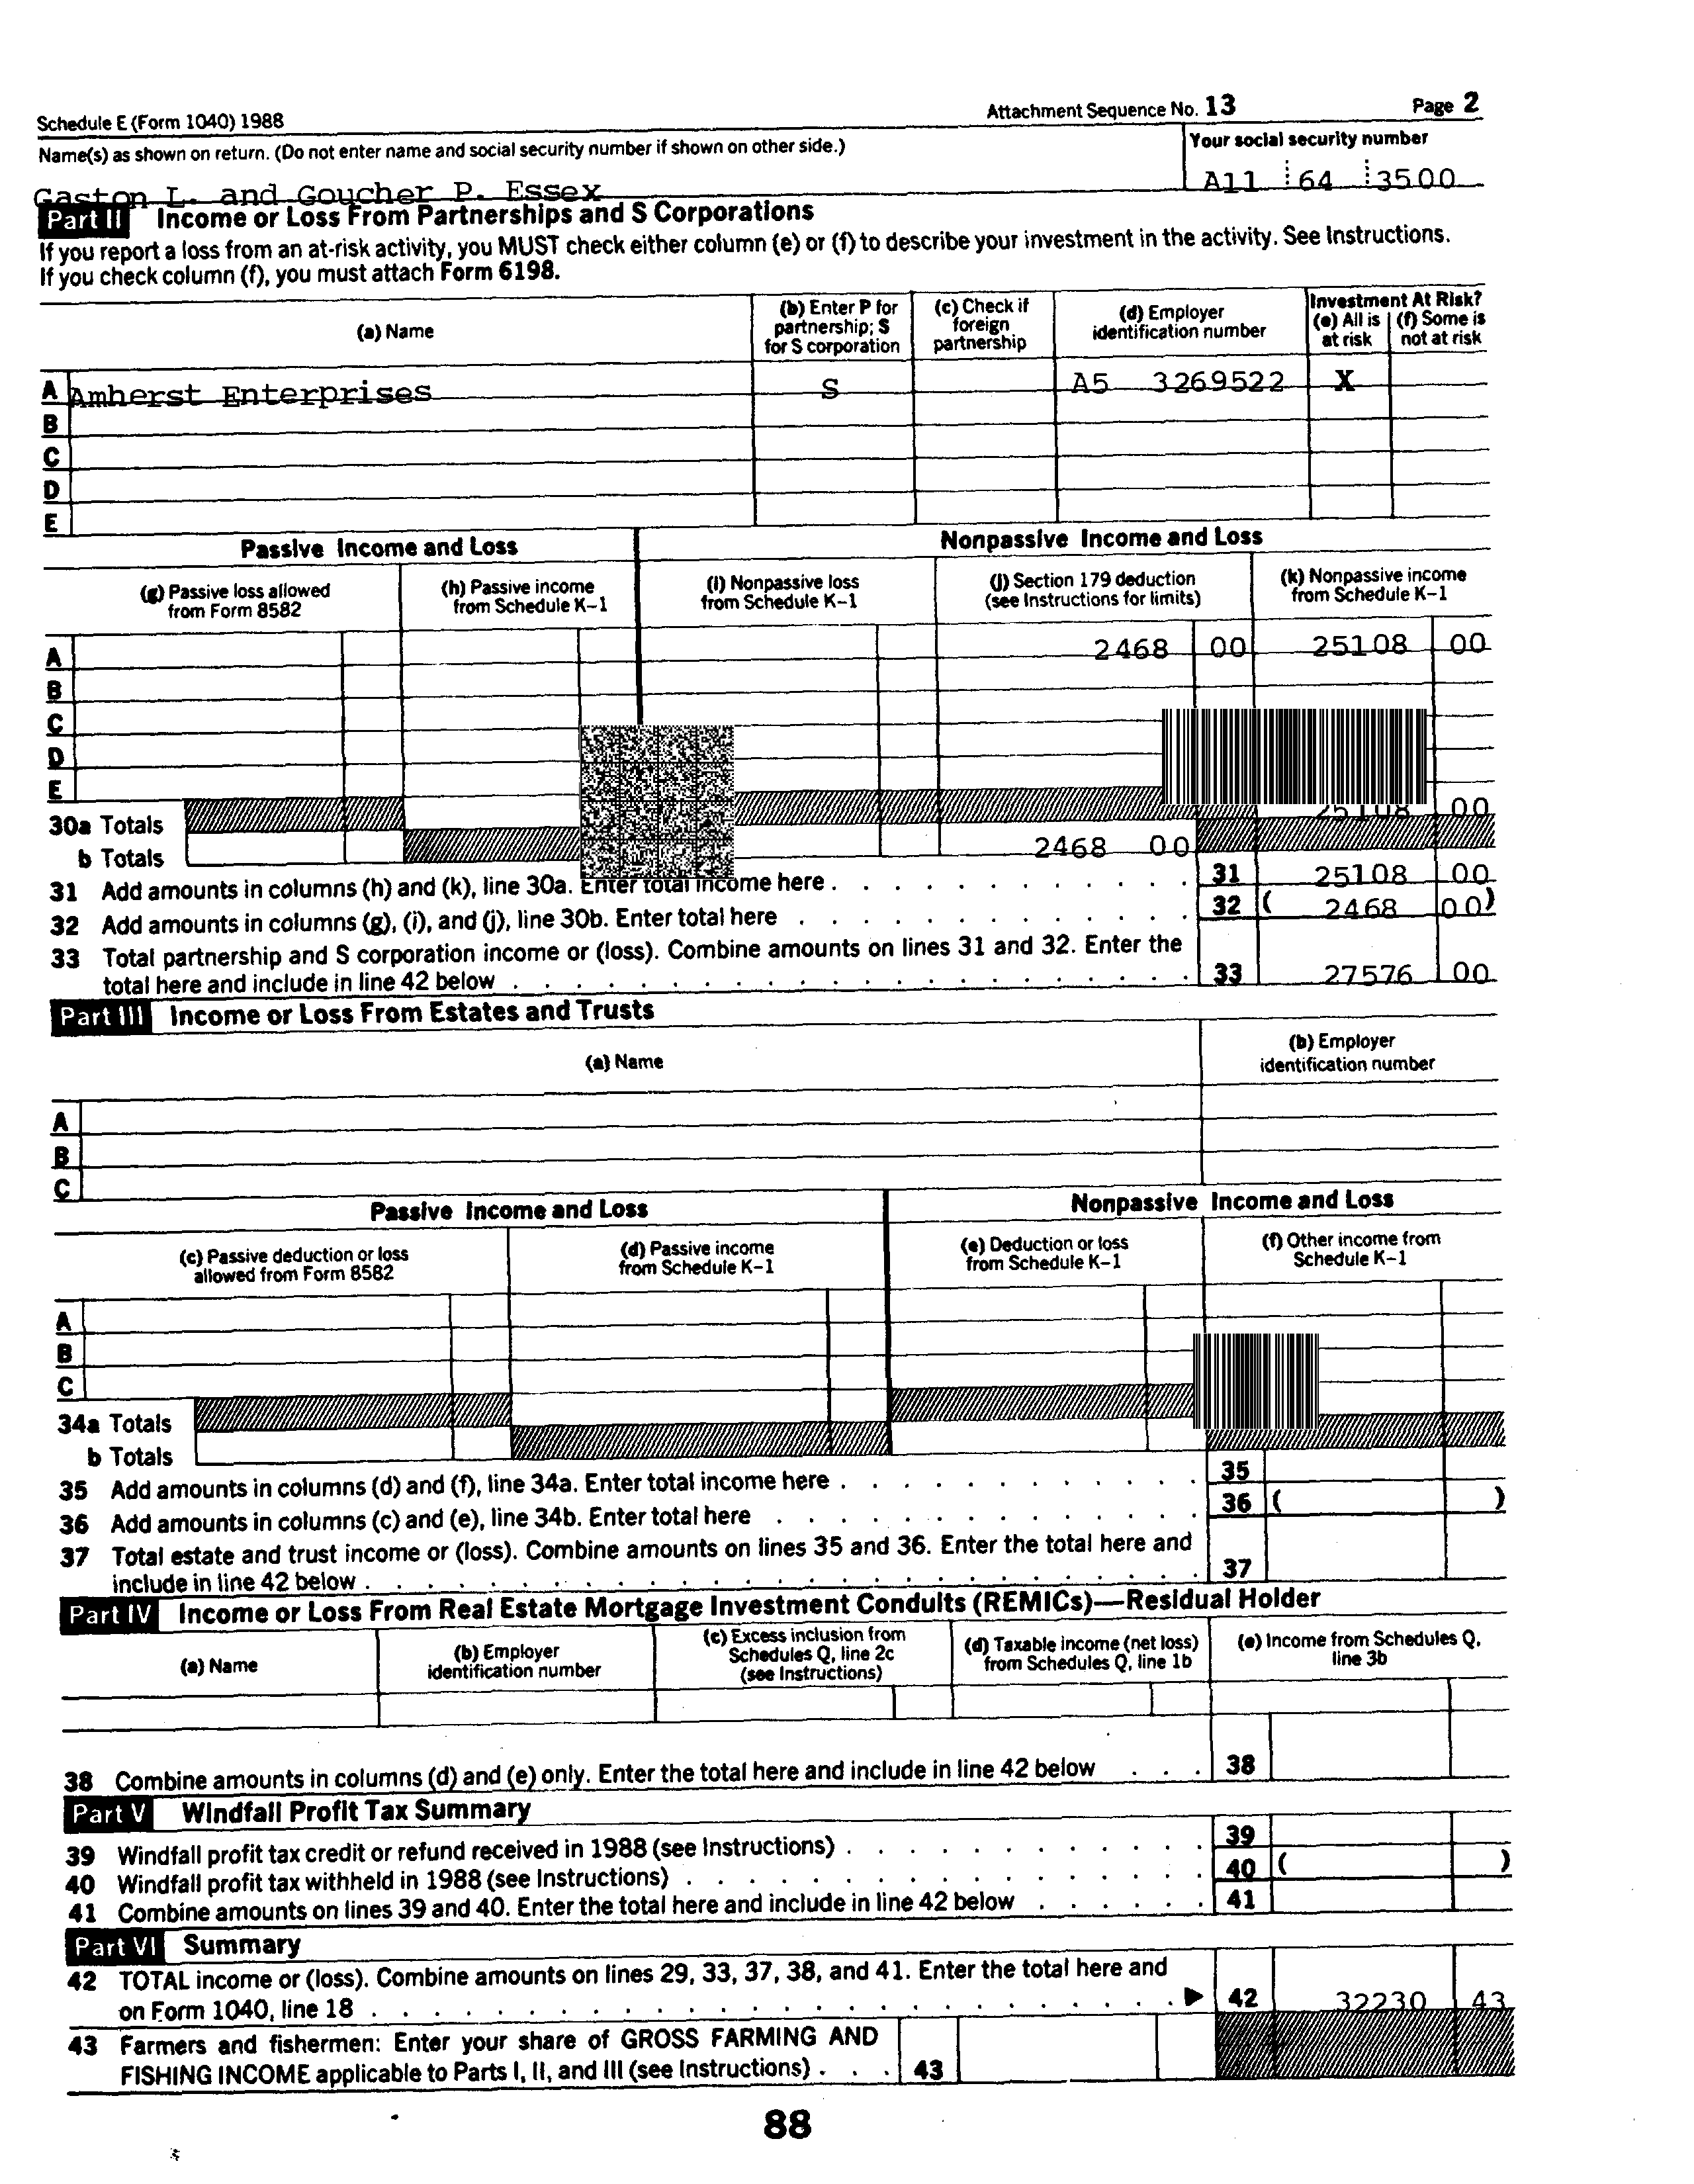 Schedule E (Form 1040) 1988 Attachment Sequence No. 13 Page 2
Name(s) as shown on return. (Do not enter name and social security number if shown on other side.) Your social security number
Gaston L. and Goucher P. Essex A11 64 3500
Part II Income or Loss From Partnerships and S Corporations
If you report a loss from an at-risk activity, you MUST check either column (e) or (f) to describe your investment in the activity. See Instructions.
If you check column (f), you must attach Form 6198.
(a) Name
(b) Enter P for partnership; S for S corporation
(c) Check if foreign partnership
(d) Employer identification number
Investment At Risk?
(e) All is at risk
(f) Some is not at risk
A Amherst Enterprises S A5 3269522 X
B
C
D
E
Passive Income and Loss Nonpassive Income and Loss
(g) Passive loss allowed from Form 8582
(h) Passive income from Schedule K-1
(i) Nonpassive loss from Schedule K-1
(j) Section 179 deduction (see Instructions for limits)
(k) Nonpassive income from Schedule K-1
A 2468 00 25108 00
B
C
D
E
30a Totals 25108 00
b Totals 2468 00
31 Add amounts in columns (h) and (k), line 30a. Enter total income here . . . . . . . . . . . . 31 25108 00
32 Add amounts in columns (g), (i), and (j), line 30b. Enter total here . . . . . . . . . . . . . 32 ( 2468 00)
33 Total partnership and S corporation income or (loss). Combine amounts on lines 31 and 32. Enter the
total here and include in line 42 below . . . . . . . . . . . . . . . . . . . . . . 33 27576 00
Part III Income or Loss From Estates and Trusts
(a) Name
(b) Employer identification number
A
B
C
Passive Income and Loss Nonpassive Income and Loss
(c) Passive deduction or loss allowed from Form 8582
(d) Passive income from Schedule K-1
(e) Deduction or loss from Schedule K-1
(f) Other income from Schedule K-1
A
B
C
34a Totals
b Totals
35 Add amounts in columns (d) and (f), line 34a. Enter total income here . . . . . . . . . . . . 35
36 Add amounts in columns (c) and (e), line 34b. Enter total here . . . . . . . . . . . . . . 36 ( )
37 Total estate and trust income or (loss). Combine amounts on lines 35 and 36. Enter the total here and
include in line 42 below . . . . . . . . . . . . . . . . . . . . . . . . . . . 37
Part IV Income or Loss From Real Estate Mortgage Investment Conduits (REMICs)—Residual Holder
(a) Name
(b) Employer identification number
(c) Excess inclusion from Schedules Q, line 2c (see Instructions)
(d) Taxable income (net loss) from Schedules Q, line 1b
(e) Income from Schedules Q, line 3b
38 Combine amounts in columns (d) and (e) only. Enter the total here and include in line 42 below . . . 38
Part V Windfall Profit Tax Summary
39 Windfall profit tax credit or refund received in 1988 (see Instructions) . . . . . . . . . . . . 39
40 Windfall profit tax withheld in 1988 (see Instructions) . . . . . . . . . . . . . . . . . 40 ( )
41 Combine amounts on lines 39 and 40. Enter the total here and include in line 42 below . . . . . . 41
Part VI Summary
42 TOTAL income or (loss). Combine amounts on lines 29, 33, 37, 38, and 41. Enter the total here and
on Form 1040, line 18 . . . . . . . . . . . . . . . . . . . . . . . . . . ► 42 32230 43
43 Farmers and fishermen: Enter your share of GROSS FARMING AND
FISHING INCOME applicable to Parts I, II, and III (see Instructions) . . . 43
88